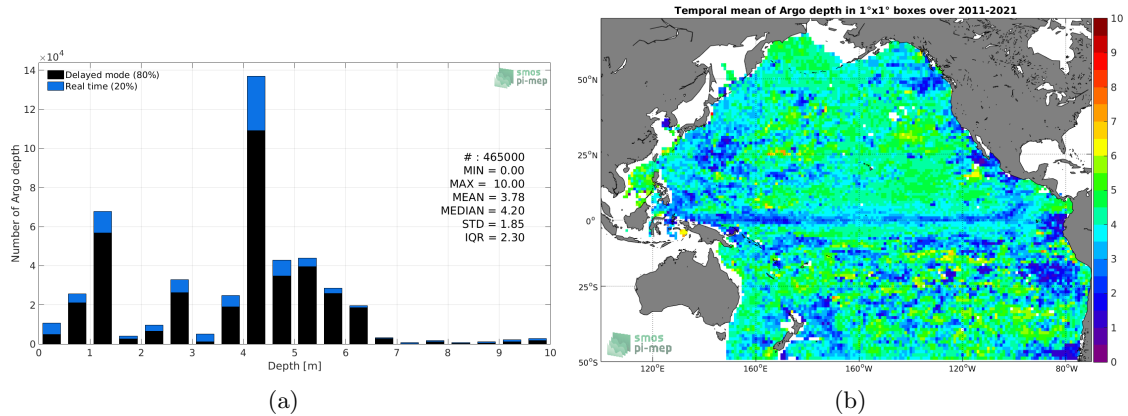 ×10⁴
14
12
10
8
6
4
2
0
Number of Argo depth
Delayed mode (80%)
Real time (20%)
smos
pi-mep
# : 465000
MIN = 0.00
MAX = 10.00
MEAN = 3.78
MEDIAN = 4.20
STD = 1.85
IQR = 2.30
0 1 2 3 4 5 6 7 8 9 10
Depth [m]
(a)
Temporal mean of Argo depth in 1°x1° boxes over 2011-2021
50°N
25°N
0°
25°S
50°S
120°E 160°E 160°W 120°W 80°W
smos
pi-mep
10
9
8
7
6
5
4
3
2
1
0
(b)